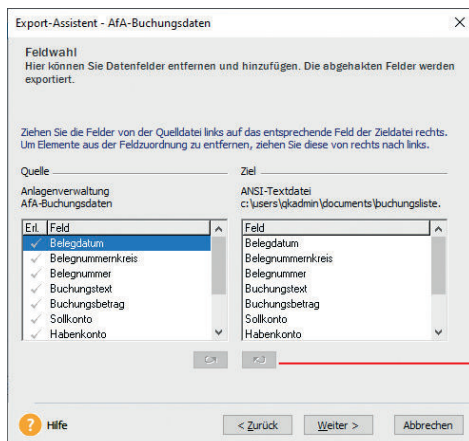 Export-Assistent - AfA-Buchungsdaten
Feldwahl
Hier können Sie Datenfelder entfernen und hinzufügen. Die abgehakten Felder werden
exportiert.
Ziehen Sie die Felder von der Quelldatei links auf das entsprechende Feld der Zieldatei rechts.
Um Elemente aus der Feldzuordnung zu entfernen, ziehen Sie diese von rechts nach links.
Quelle
Anlagenverwaltung
AfA-Buchungsdaten
Erl. Feld
Belegdatum
Belegnummernkreis
Belegnummer
Buchungstext
Buchungsbetrag
Sollkonto
Habenkonto
Ziel
ANSI-Textdatei
c:\users\qkadmin\documents\buchungsliste.
Feld
Belegdatum
Belegnummernkreis
Belegnummer
Buchungstext
Buchungsbetrag
Sollkonto
Habenkonto
? Hilfe
< Zurück
Weiter >
Abbrechen